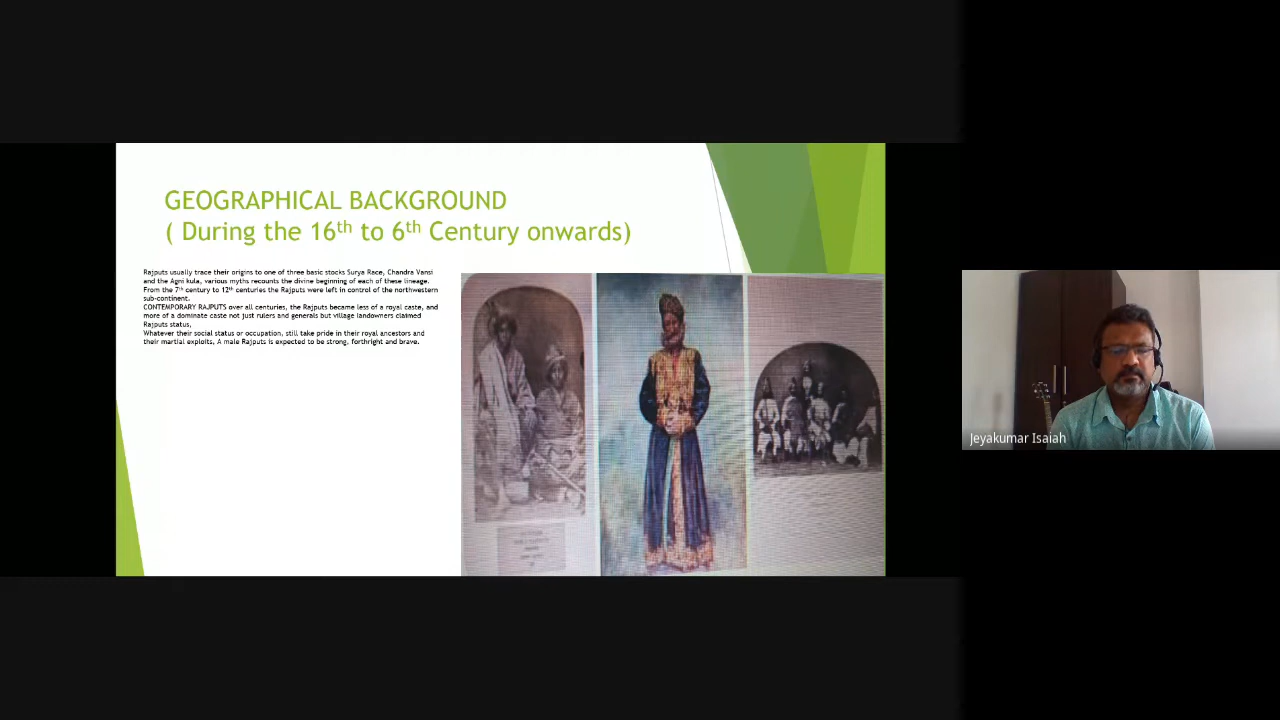 GEOGRAPHICAL BACKGROUND
( During the 16th to 6th Century onwards)
Rajputs usually trace their origins to one of three basic stocks Surya Race, Chandra Vansi
and the Agni kula, various myths recounts the divine beginning of each of these lineage.
From the 7th century to 12th centuries the Rajputs were left in control of the northwestern
sub-continent.
CONTEMPORARY RAJPUTS over all centuries, the Rajputs became less of a royal caste, and
more of a dominate caste not just rulers and generals but village landowners claimed
Rajputs status,
Whatever their social status or occupation, still take pride in their royal ancestors and
their martial exploits, A male Rajputs is expected to be strong, forthright and brave.
Jeyakumar Isaiah